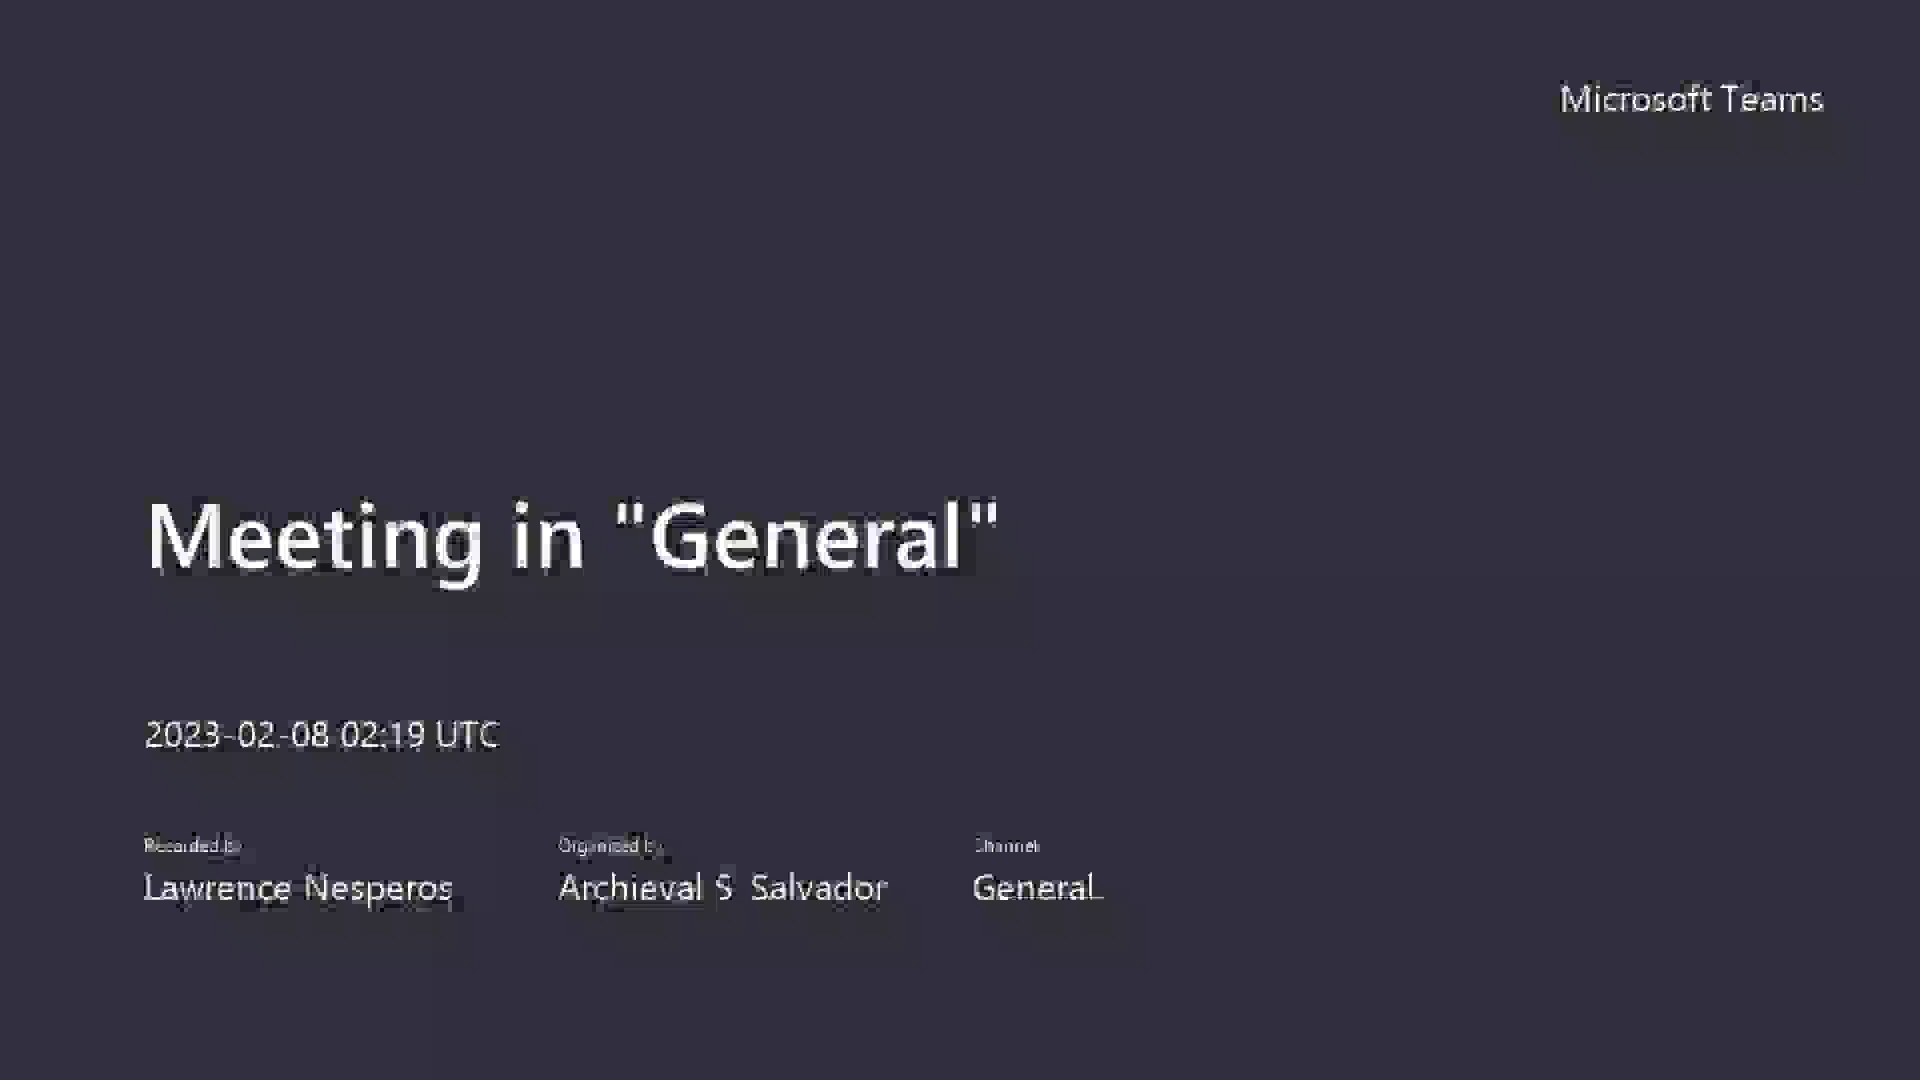 Microsoft Teams
Meeting in "General"
2023-02-08 02:19 UTC
Recorded by
Organized by
Channel
Lawrence Nesperos
Archieval S Salvador
General